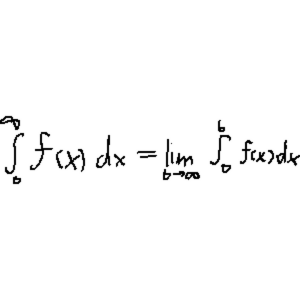 ∫₀^∞ f(x) dx = lim_{b→∞} ∫₀^b f(x) dx